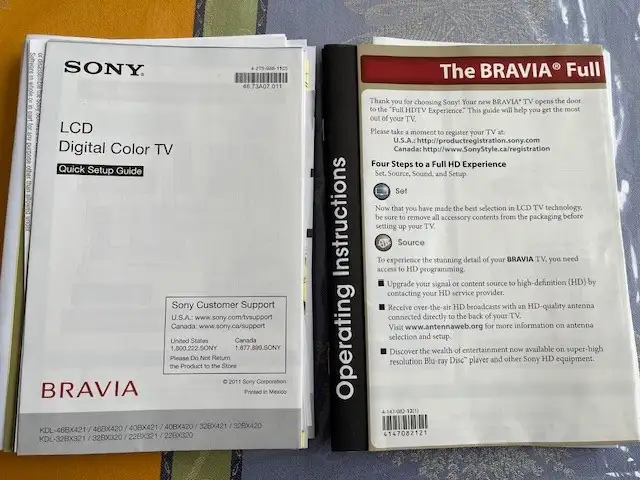 SONY®
4-275-986-11(1)
46.73A07.011
LCD
Digital Color TV
Quick Setup Guide
Sony Customer Support
U.S.A.: www.sony.com/tvsupport
Canada: www.sony.ca/support
United States Canada
1.800.222.SONY 1.877.899.SONY
Please Do Not Return
the Product to the Store
BRAVIA
© 2011 Sony Corporation
Printed in Mexico
KDL-46BX421 / 46BX420 / 40BX421 / 40BX420 / 32BX421 / 32BX420
KDL-32BX321 / 32BX320 / 22BX321 / 22BX320
Operating Instructions
The BRAVIA® Full
Thank you for choosing Sony! Your new BRAVIA® TV opens the door
to the "Full HDTV Experience." This guide will help you get the most
out of your TV.
Please take a moment to register your TV at:
U.S.A.: http://productregistration.sony.com
Canada: http://www.SonyStyle.ca/registration
Four Steps to a Full HD Experience
Set, Source, Sound, and Setup.
Set
Now that you have made the best selection in LCD TV technology,
be sure to remove all accessory contents from the packaging before
setting up your TV.
Source
To experience the stunning detail of your BRAVIA TV, you need
access to HD programming.
■ Upgrade your signal or content source to high-definition (HD) by
contacting your HD service provider.
■ Receive over-the-air HD broadcasts with an HD-quality antenna
connected directly to the back of your TV.
Visit www.antennaweb.org for more information on antenna
selection and setup.
■ Discover the wealth of entertainment now available on super-high
resolution Blu-ray Disc™ player and other Sony HD equipment.
4-147-082-12(1)
4147082121